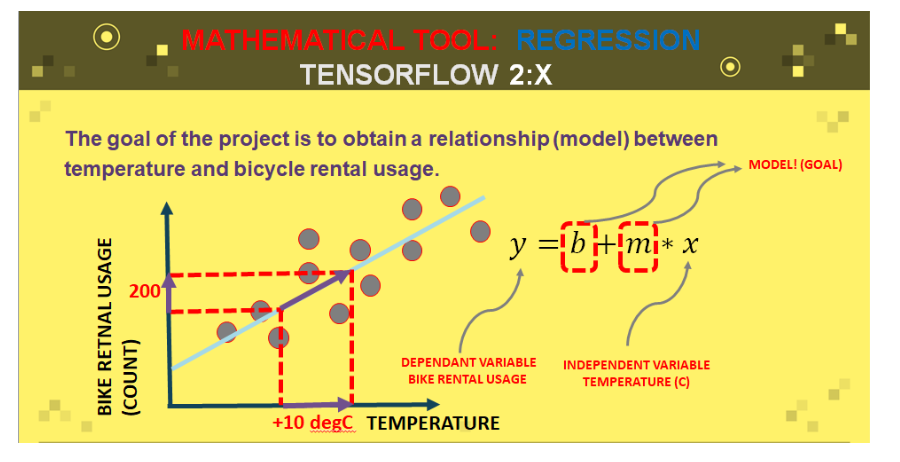 MATHEMATICAL TOOL: REGRESSION
TENSORFLOW 2:X
The goal of the project is to obtain a relationship (model) between
temperature and bicycle rental usage.
MODEL! (GOAL)
y = b + m * x
BIKE RETNAL USAGE
(COUNT)
200
DEPENDANT VARIABLE
BIKE RENTAL USAGE
INDEPENDENT VARIABLE
TEMPERATURE (C)
+10 degC TEMPERATURE